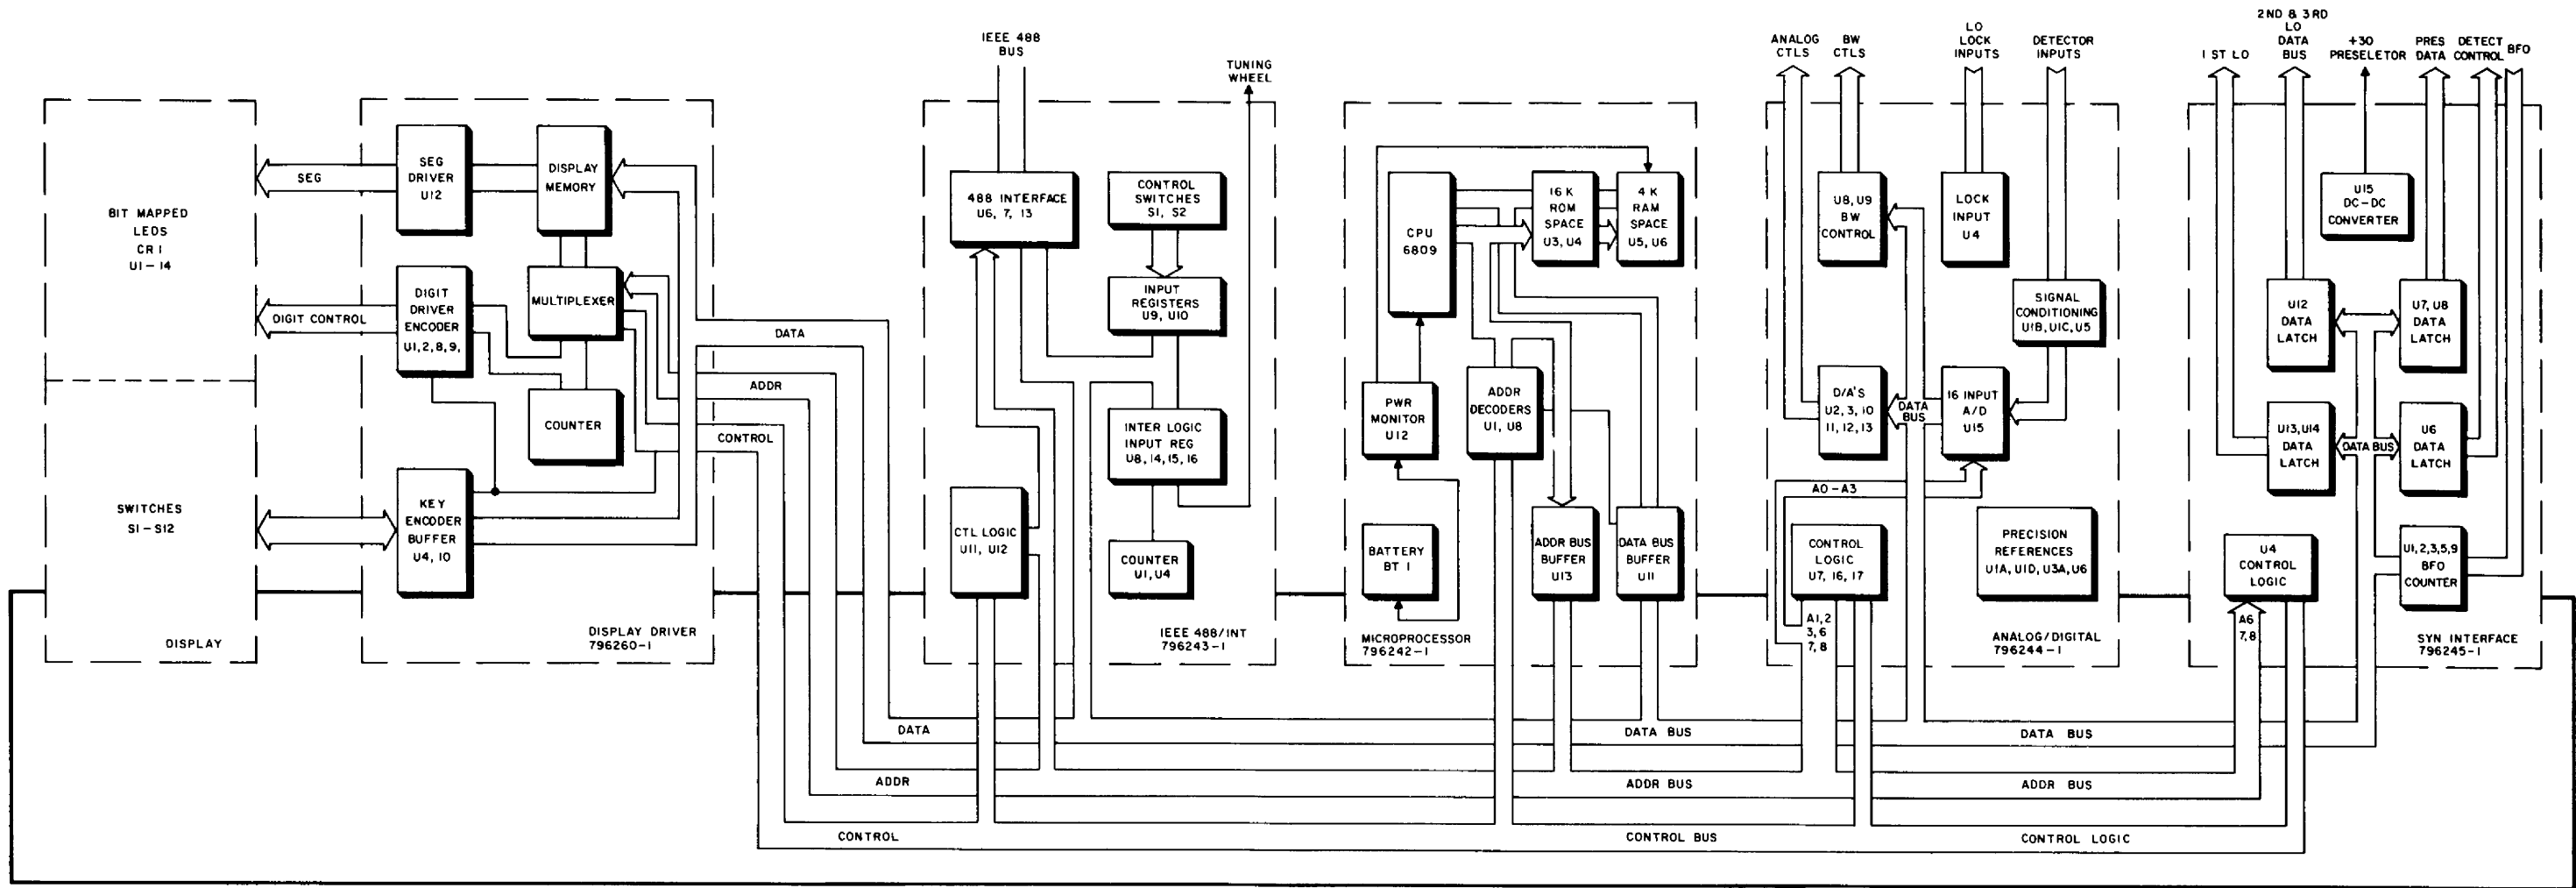 BIT MAPPED
LEDS
CR 1
U1-14
SWITCHES
S1-S12
DISPLAY
SEG
DIGIT CONTROL
SEG
DRIVER
U12
DISPLAY
MEMORY
DIGIT
DRIVER
ENCODER
U1,2,8,9,
MULTIPLEXER
COUNTER
KEY
ENCODER
BUFFER
U4, 10
DISPLAY DRIVER
796260-1
DATA
ADDR
CONTROL
IEEE 488
BUS
TUNING
WHEEL
488 INTERFACE
U6, 7, 13
CONTROL
SWITCHES
S1, S2
INPUT
REGISTERS
U9, U10
INTER LOGIC
INPUT REG
U8, 14, 15, 16
CTL LOGIC
U11, U12
COUNTER
U1, U4
IEEE 488/INT
796243-1
CPU
6809
16 K
ROM
SPACE
U3, U4
4 K
RAM
SPACE
U5, U6
PWR
MONITOR
U12
ADDR
DECODERS
U1, U8
BATTERY
BT 1
ADDR BUS
BUFFER
U13
DATA BUS
BUFFER
U11
MICROPROCESSOR
796242-1
ANALOG
CTLS
BW
CTLS
LO
LOCK
INPUTS
DETECTOR
INPUTS
U8, U9
BW
CONTROL
LOCK
INPUT
U4
SIGNAL
CONDITIONING
U1B, U1C, U5
D/A'S
U2, 3, 10
11, 12, 13
DATA
BUS
16 INPUT
A/D
U15
A0-A3
CONTROL
LOGIC
U7, 16, 17
PRECISION
REFERENCES
U1A, U1D, U3A, U6
A1, 2
3, 6
7, 8
ANALOG/DIGITAL
796244-1
1 ST LO
2ND & 3RD
LO
DATA
BUS
+30
PRESELETOR
PRES
DATA
DETECT
CONTROL
BFO
U15
DC-DC
CONVERTER
U12
DATA
LATCH
U7, U8
DATA
LATCH
U13, U14
DATA
LATCH
DATA BUS
U6
DATA
LATCH
U4
CONTROL
LOGIC
U1, 2, 3, 5, 9
BFO
COUNTER
A6
7, 8
SYN INTERFACE
796245-1
DATA
DATA BUS
DATA BUS
ADDR
ADDR BUS
ADDR BUS
CONTROL
CONTROL BUS
CONTROL LOGIC